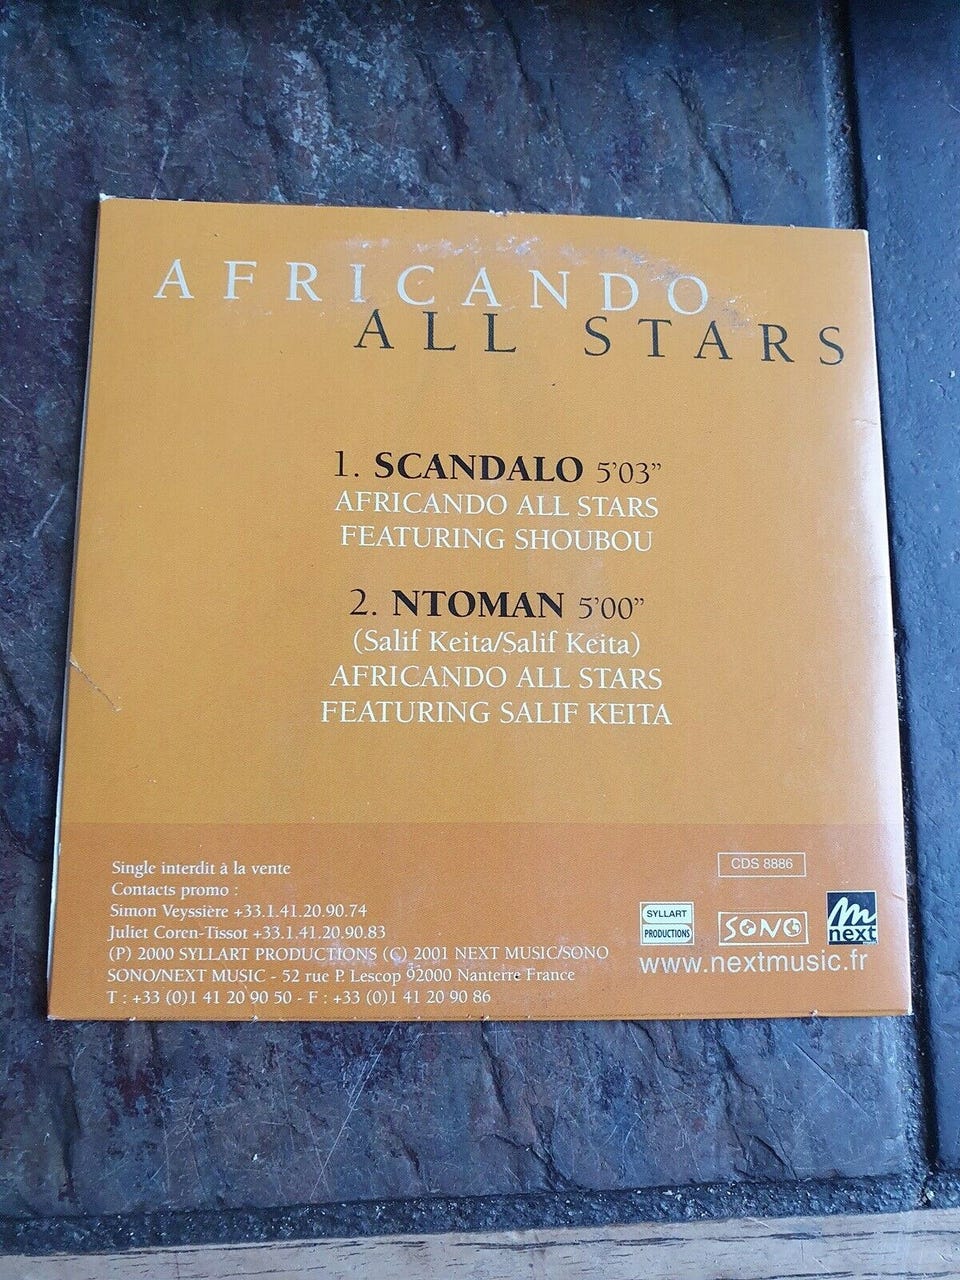 AFRICANDO
ALL STARS
1. SCANDALO 5'03"
AFRICANDO ALL STARS
FEATURING SHOUBOU
2. NTOMAN 5'00"
(Salif Keita/Salif Keita)
AFRICANDO ALL STARS
FEATURING SALIF KEITA
Single interdit à la vente
Contacts promo :
Simon Veyssière +33.1.41.20.90.74
Juliet Coren-Tissot +33.1.41.20.90.83
(P) 2000 SYLLART PRODUCTIONS (C) 2001 NEXT MUSIC/SONO
SONO/NEXT MUSIC - 52 rue P. Lescop 92000 Nanterre France
T : +33 (0)1 41 20 90 50 - F : +33 (0)1 41 20 90 86
CDS 8886
SYLLART
PRODUCTIONS
SONO
m
next
www.nextmusic.fr